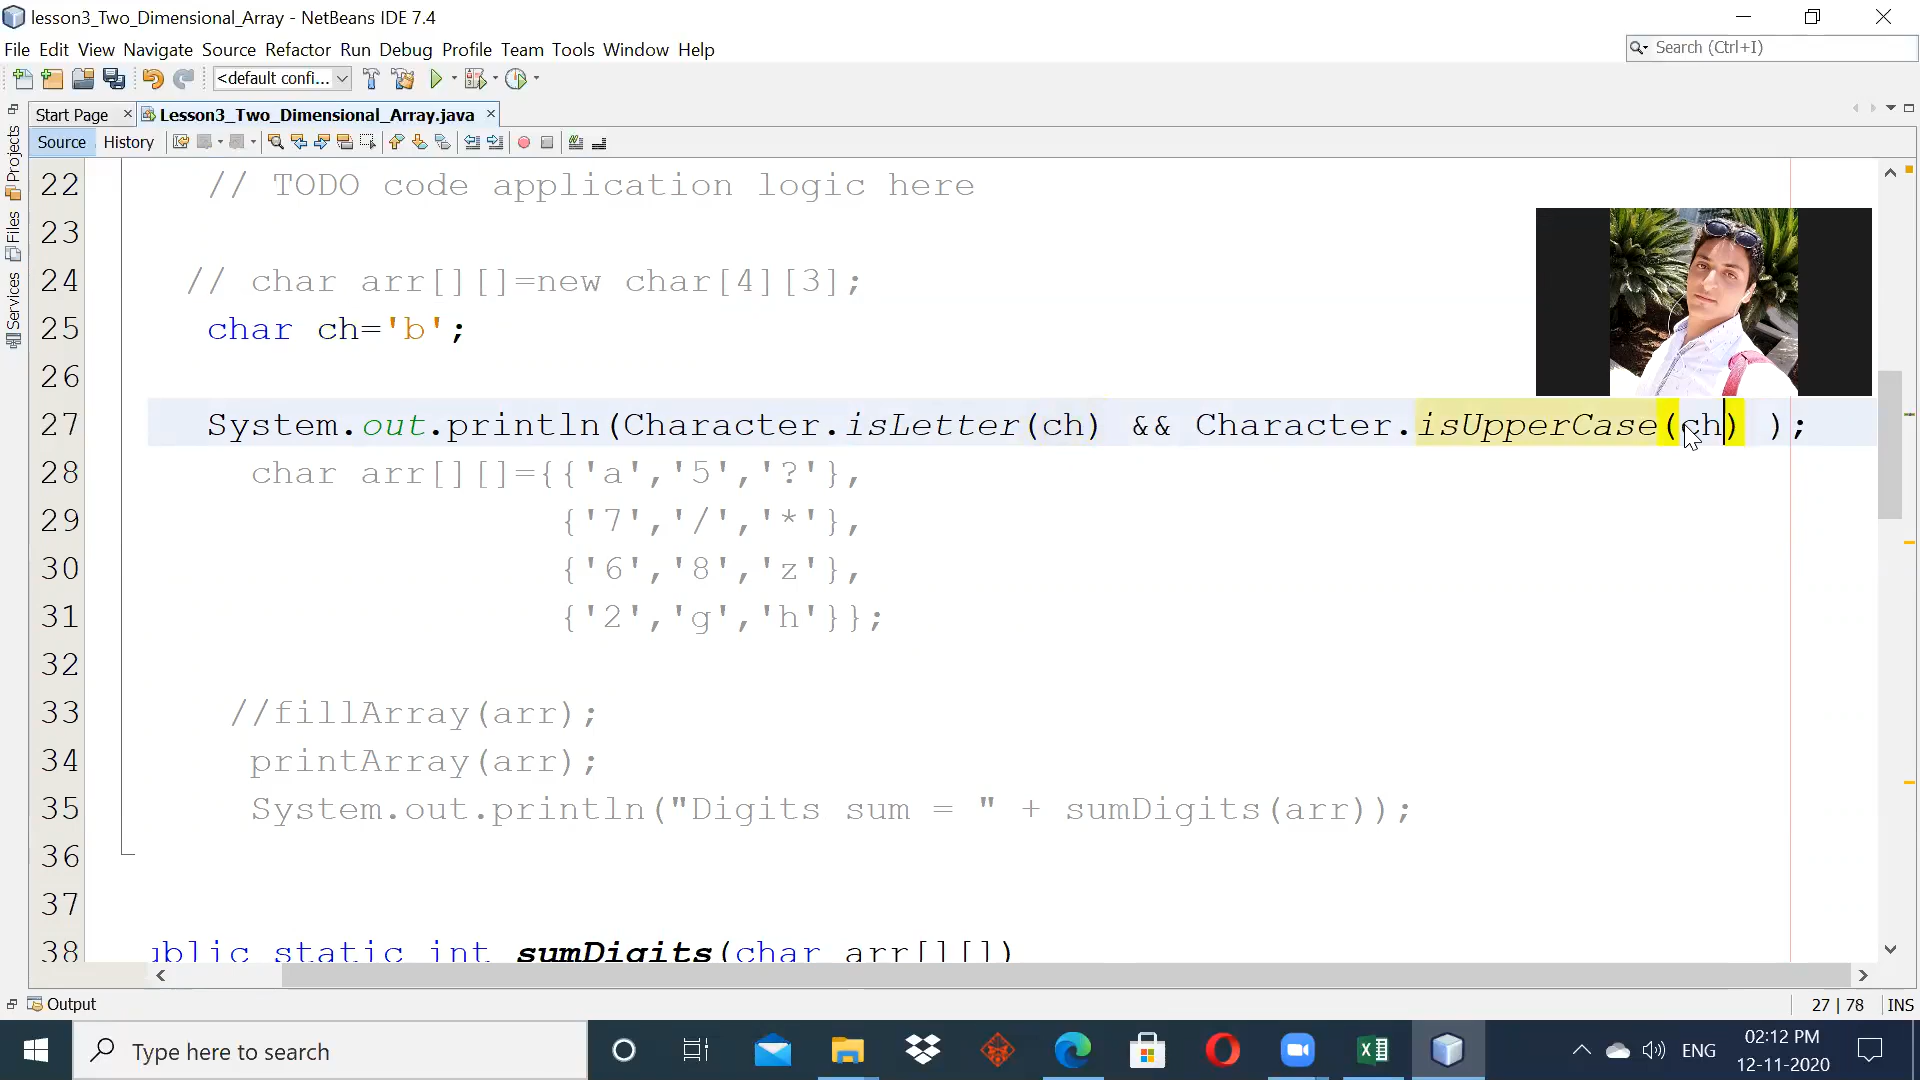 lesson3_Two_Dimensional_Array - NetBeans IDE 7.4
File Edit View Navigate Source Refactor Run Debug Profile Team Tools Window Help
Search (Ctrl+I)
<default confi...
Start Page
Lesson3_Two_Dimensional_Array.java
Source History
Projects
Files
Services
22 // TODO code application logic here
23
24 // char arr[][]=new char[4][3];
25 char ch='b';
26
27 System.out.println(Character.isLetter(ch) && Character.isUpperCase(ch) );
28 char arr[][]={{'a','5','?'},
29 {'7','/','*'},
30 {'6','8','z'},
31 {'2','g','h'}};
32
33 //fillArray(arr);
34 printArray(arr);
35 System.out.println("Digits sum = " + sumDigits(arr));
36
37
38 ublic static int sumDigits(char arr[][])
Output
27 | 78 INS
Type here to search
ENG
02:12 PM
12-11-2020